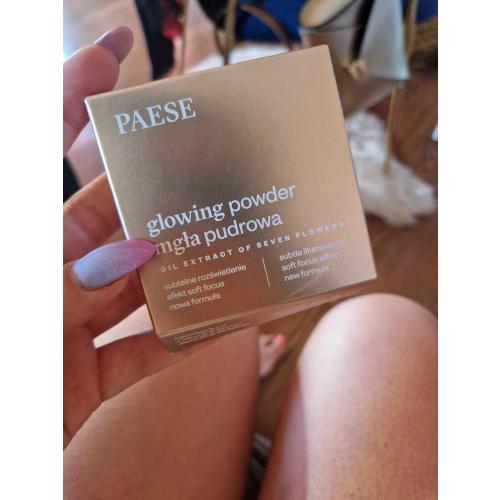 PAESE
glowing powder
mgła pudrowa
OIL EXTRACT OF SEVEN FLOWERS
subtelne rozświetlenie
efekt soft focus
nowa formuła
subtle illumination
soft focus effect
new formula